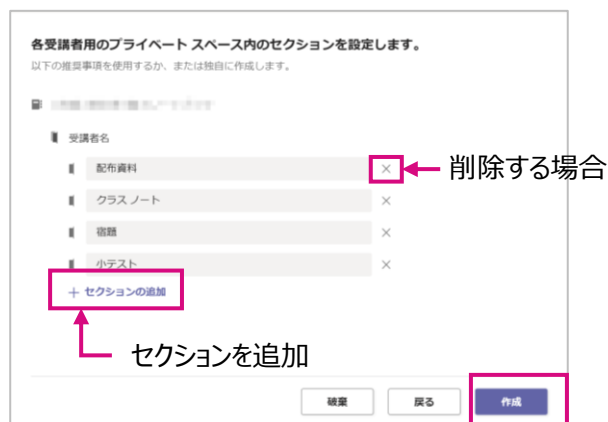 各受講者用のプライベート スペース内のセクションを設定します。
以下の推奨事項を使用するか、または独自に作成します。
受講者名
配布資料 ×
削除する場合
クラス ノート ×
宿題 ×
小テスト ×
+ セクションの追加
セクションを追加
破棄 戻る 作成